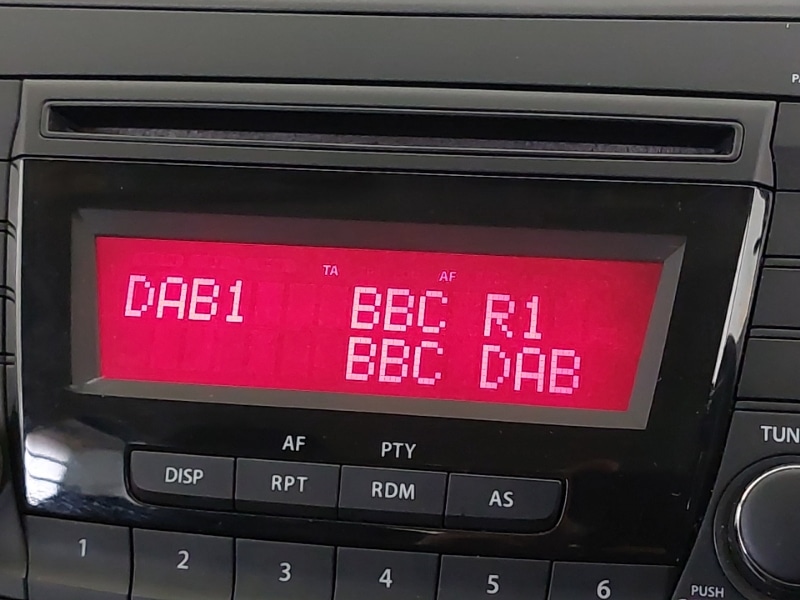 TA AF
DAB1 BBC R1
BBC DAB
AF PTY
DISP RPT RDM AS
TUN
1 2 3 4 5 6
PUSH